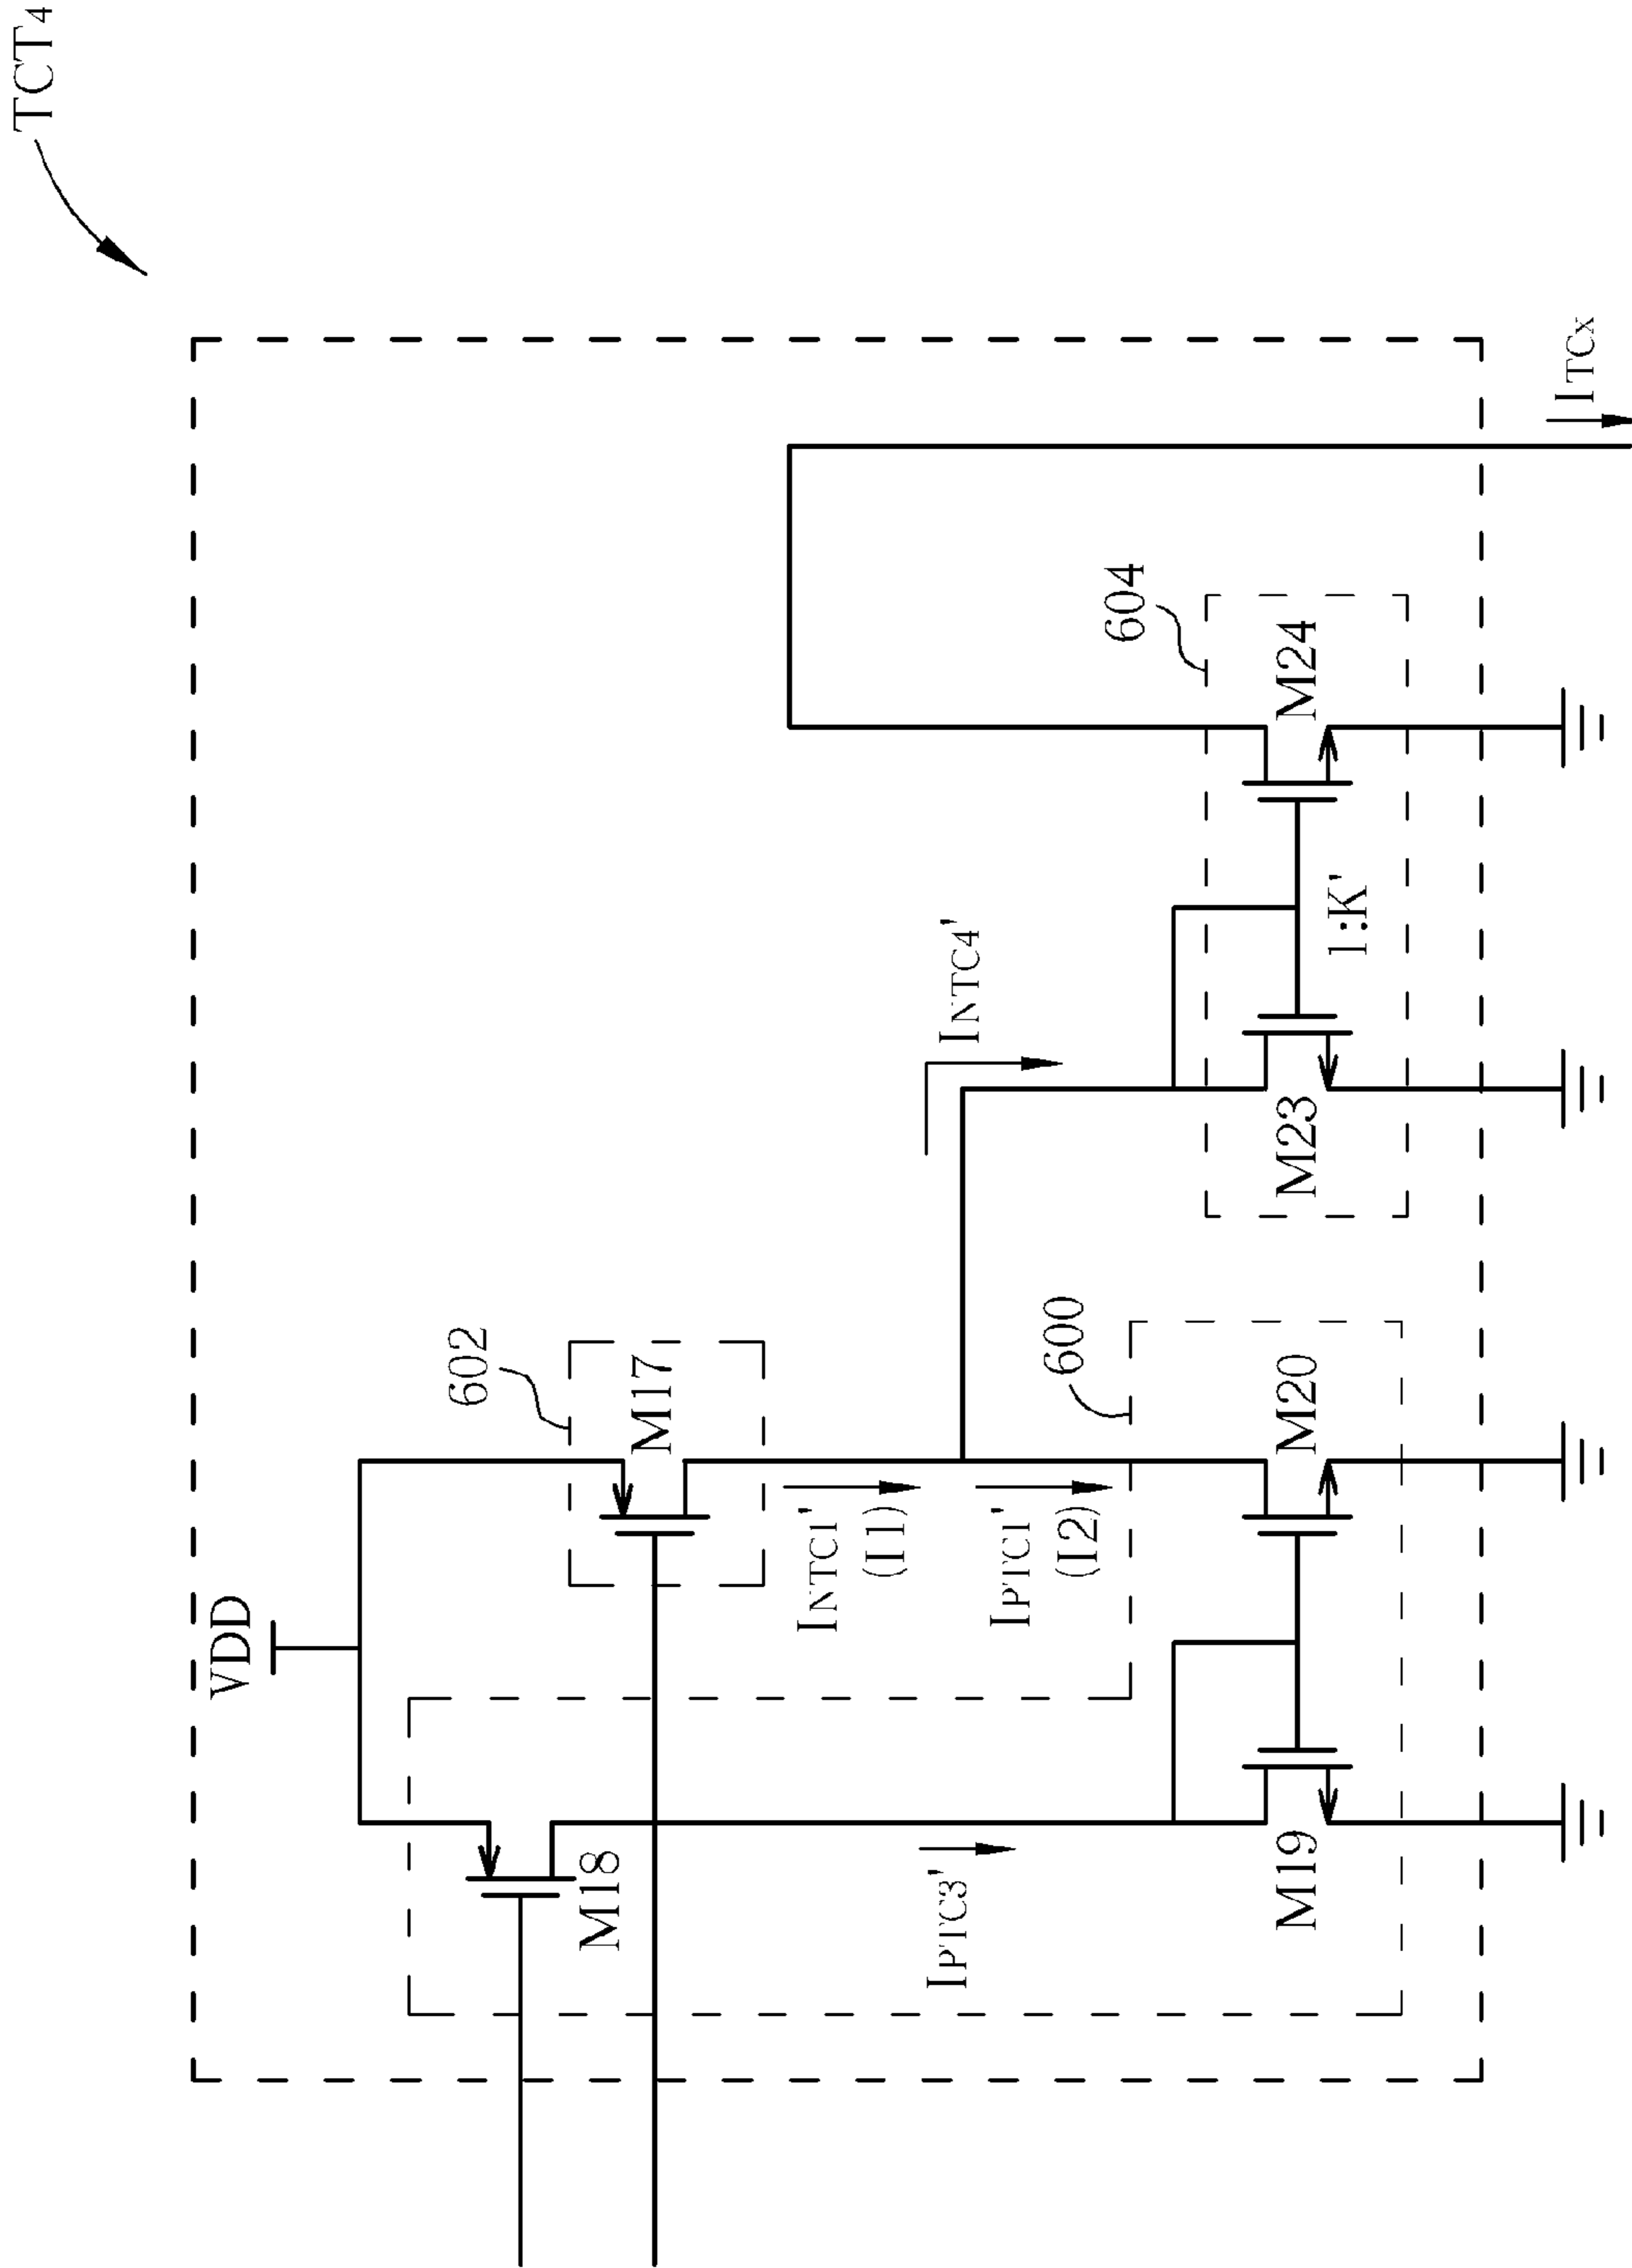 TCT4
VDD
602
M17
M18
INTC1'
(I1)
IPTC1'
(I2)
IPTC3'
600
INTC4'
604
M19
M20
M23
M24
1:K'
ITCx